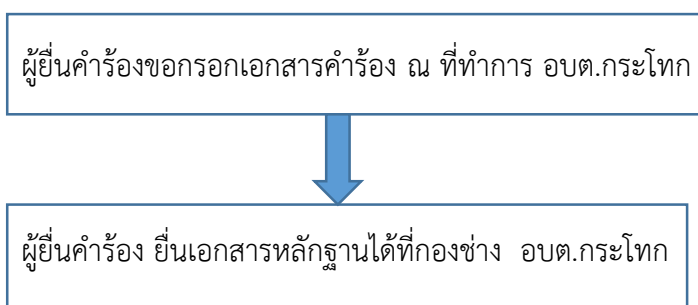 ผู้ยื่นคำร้องขอกรอกเอกสารคำร้อง ณ ที่ทำการ อบต.กระโทก
ผู้ยื่นคำร้อง ยื่นเอกสารหลักฐานได้ที่กองช่าง อบต.กระโทก